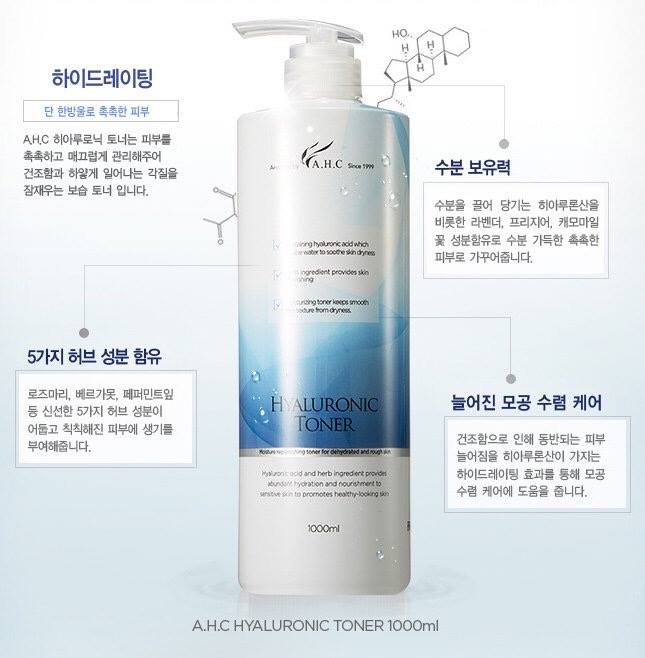 하이드레이팅
단 한방울로 촉촉한 피부
A.H.C 히아루로닉 토너는 피부를
촉촉하고 매끄럽게 관리해주어
건조함과 하얗게 일어나는 각질을
잠재우는 보습 토너 입니다.
HO
H
수분 보유력
수분을 끌어 당기는 히아루론산을
비롯한 라벤더, 프리지어, 캐모마일
꽃 성분함유로 수분 가득한 촉촉한
피부로 가꾸어줍니다.
5가지 허브 성분 함유
로즈마리, 베르가못, 페퍼민트잎
등 신선한 5가지 허브 성분이
어둡고 칙칙해진 피부에 생기를
부여해줍니다.
늘어진 모공 수렴 케어
건조함으로 인해 동반되는 피부
늘어짐을 히아루론산이 가지는
하이드레이팅 효과를 통해 모공
수렴 케어에 도움을 줍니다.
by A.H.C Since 1999
hyaluronic acid which
water to soothe skin dryness
ingredient provides skin
toner keeps smooth
texture from dryness.
HYALURONIC
TONER
Moisture replenishing toner for dehydrated and rough skin
Hyaluronic acid and herb ingredient provides
abundant hydration and nourishment to
sensitive skin to promotes healthy-looking skin
1000ml
A.H.C HYALURONIC TONER 1000ml